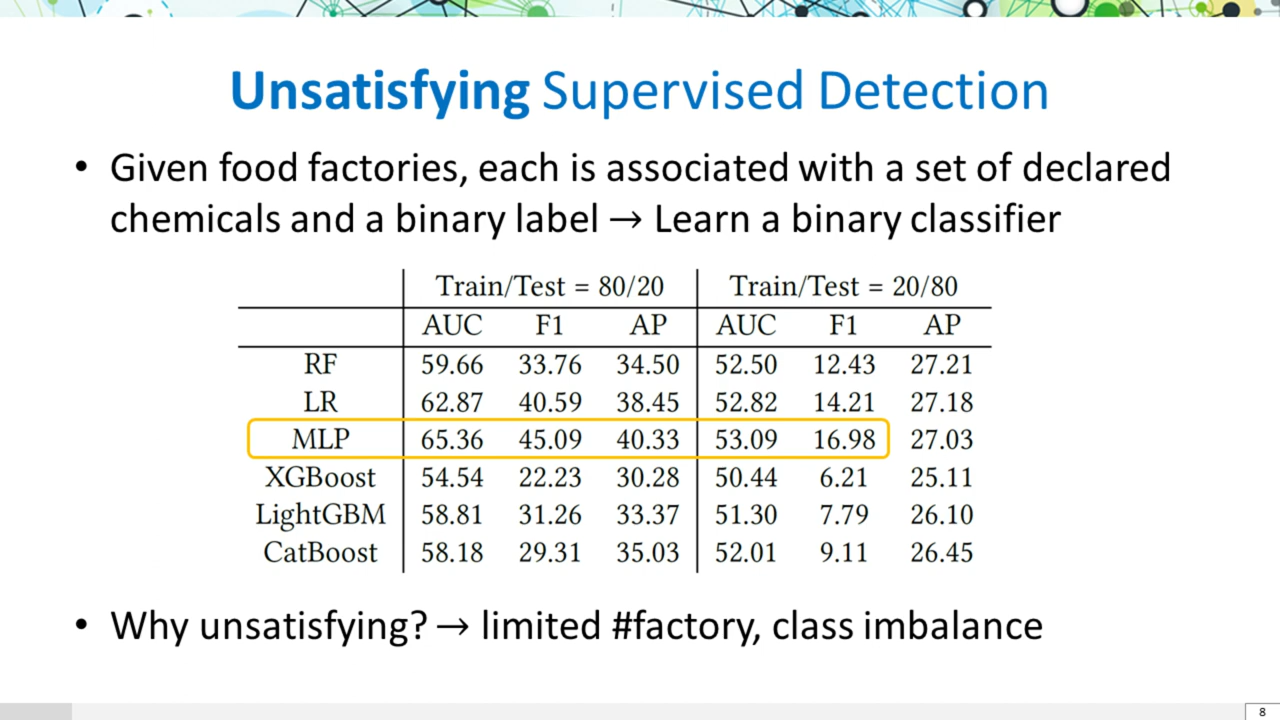 Unsatisfying Supervised Detection
• Given food factories, each is associated with a set of declared
chemicals and a binary label → Learn a binary classifier
Train/Test = 80/20 Train/Test = 20/80
AUC F1 AP AUC F1 AP
RF 59.66 33.76 34.50 52.50 12.43 27.21
LR 62.87 40.59 38.45 52.82 14.21 27.18
MLP 65.36 45.09 40.33 53.09 16.98 27.03
XGBoost 54.54 22.23 30.28 50.44 6.21 25.11
LightGBM 58.81 31.26 33.37 51.30 7.79 26.10
CatBoost 58.18 29.31 35.03 52.01 9.11 26.45
• Why unsatisfying? → limited #factory, class imbalance
8